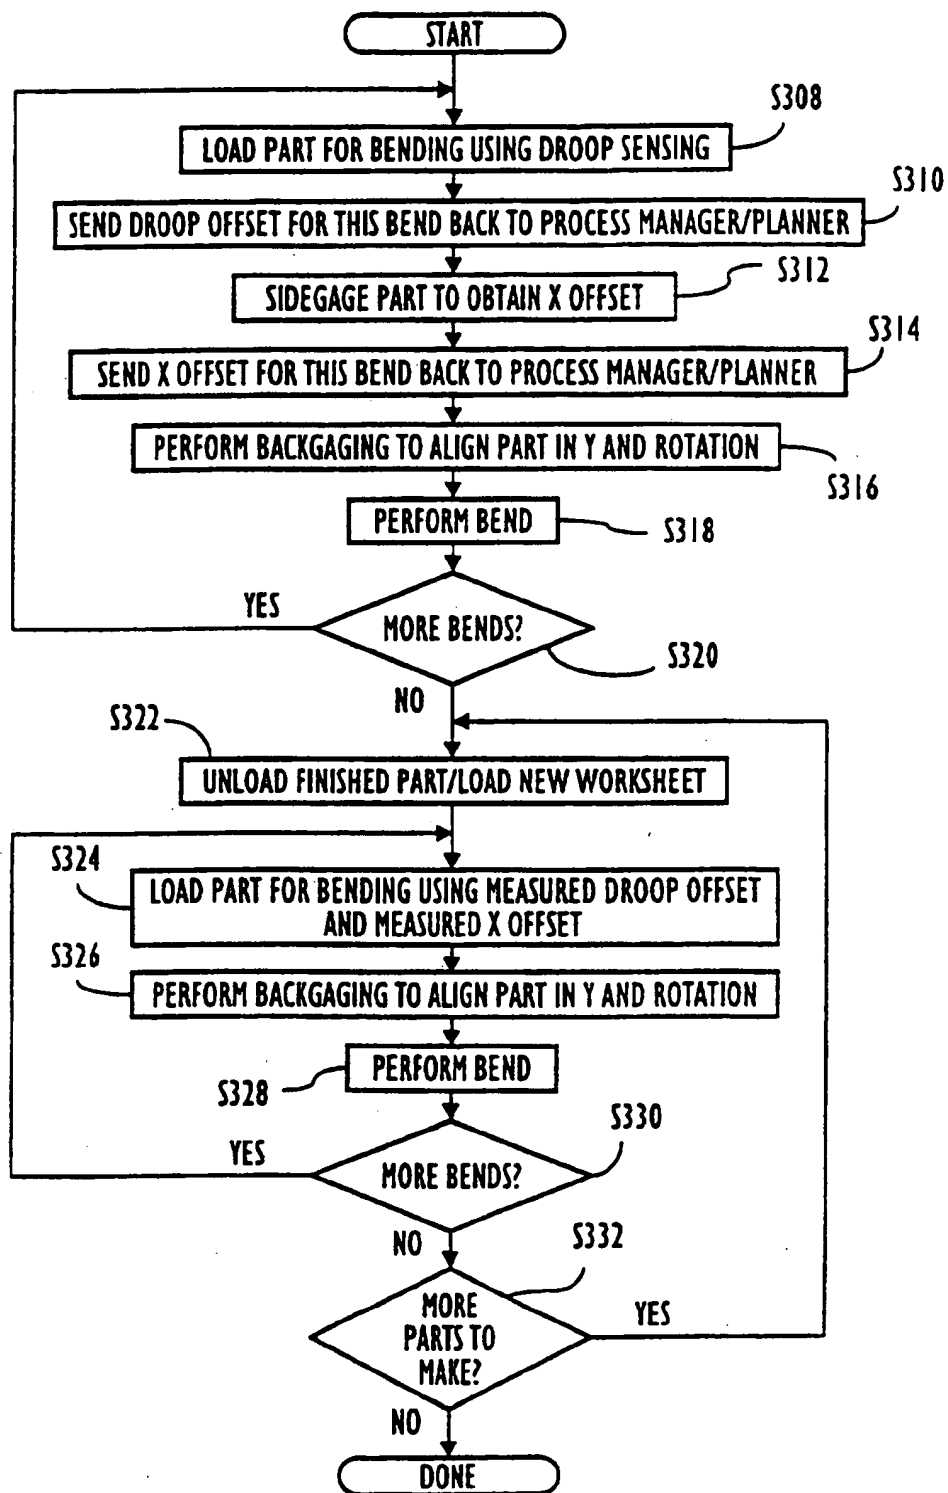 START
S308
LOAD PART FOR BENDING USING DROOP SENSING
S310
SEND DROOP OFFSET FOR THIS BEND BACK TO PROCESS MANAGER/PLANNER
S312
SIDEGAGE PART TO OBTAIN X OFFSET
S314
SEND X OFFSET FOR THIS BEND BACK TO PROCESS MANAGER/PLANNER
PERFORM BACKGAGING TO ALIGN PART IN Y AND ROTATION
S316
PERFORM BEND
S318
YES
MORE BENDS?
S320
NO
S322
UNLOAD FINISHED PART/LOAD NEW WORKSHEET
S324
LOAD PART FOR BENDING USING MEASURED DROOP OFFSET
AND MEASURED X OFFSET
S326
PERFORM BACKGAGING TO ALIGN PART IN Y AND ROTATION
PERFORM BEND
S328
S330
YES
MORE BENDS?
NO
S332
MORE
PARTS TO
MAKE?
YES
NO
DONE